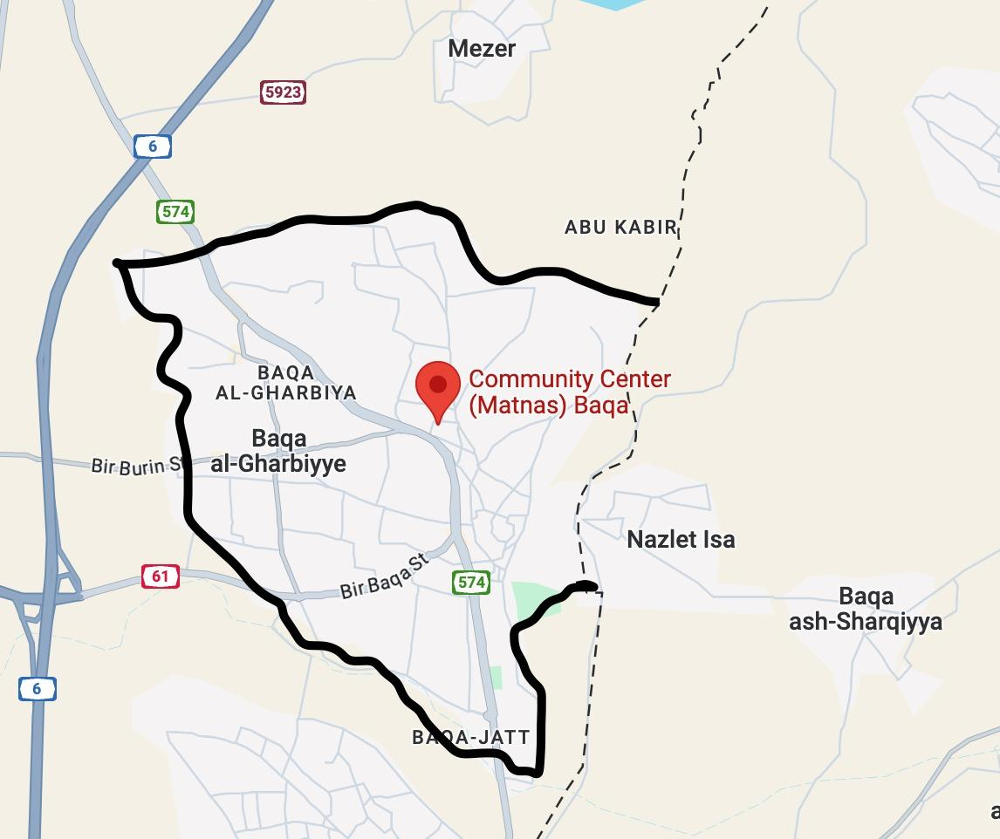 Mezer
5923
6
574
ABU KABIR
Community Center
(Matnas) Baqa
BAQA
AL-GHARBIYA
Baqa
al-Gharbiyye
Bir Burin St
Nazlet Isa
61
Bir Baqa St
574
Baqa
ash-Sharqiyya
6
BAQA-JATT
a